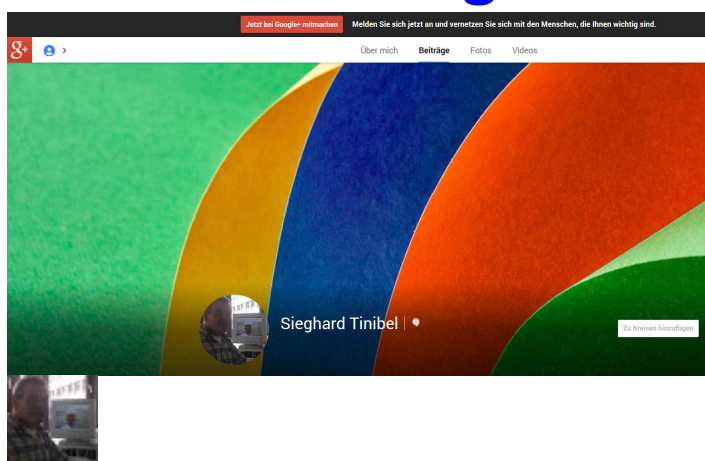 Jetzt bei Google+ mitmachen Melden Sie sich jetzt an und vernetzen Sie sich mit den Menschen, die Ihnen wichtig sind.
g+ Über mich Beiträge Fotos Videos
Sieghard Tinibel
Zu Kreisen hinzufügen